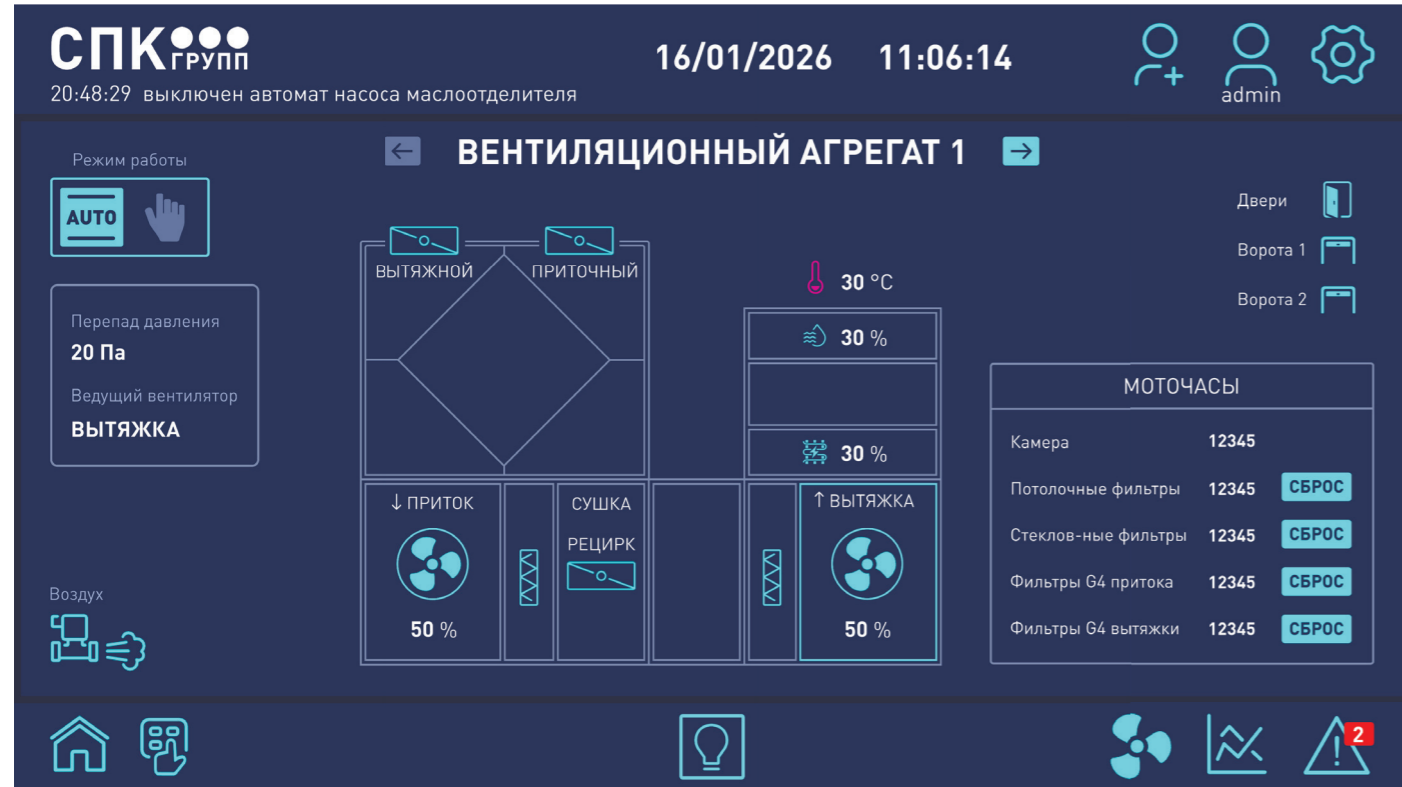 СПК ГРУПП
16/01/2026 11:06:14
20:48:29 выключен автомат насоса маслоотделителя
admin
Режим работы
AUTO
ВЕНТИЛЯЦИОННЫЙ АГРЕГАТ 1
Двери
Ворота 1
Ворота 2
ВЫТЯЖНОЙ
ПРИТОЧНЫЙ
30 °C
30 %
30 %
Перепад давления
20 Па
Ведущий вентилятор
ВЫТЯЖКА
↓ ПРИТОК
50 %
СУШКА
РЕЦИРК
↑ ВЫТЯЖКА
50 %
МОТОЧАСЫ
Камера 12345
Потолочные фильтры 12345 СБРОС
Стеклов-ные фильтры 12345 СБРОС
Фильтры G4 притока 12345 СБРОС
Фильтры G4 вытяжки 12345 СБРОС
Воздух
2